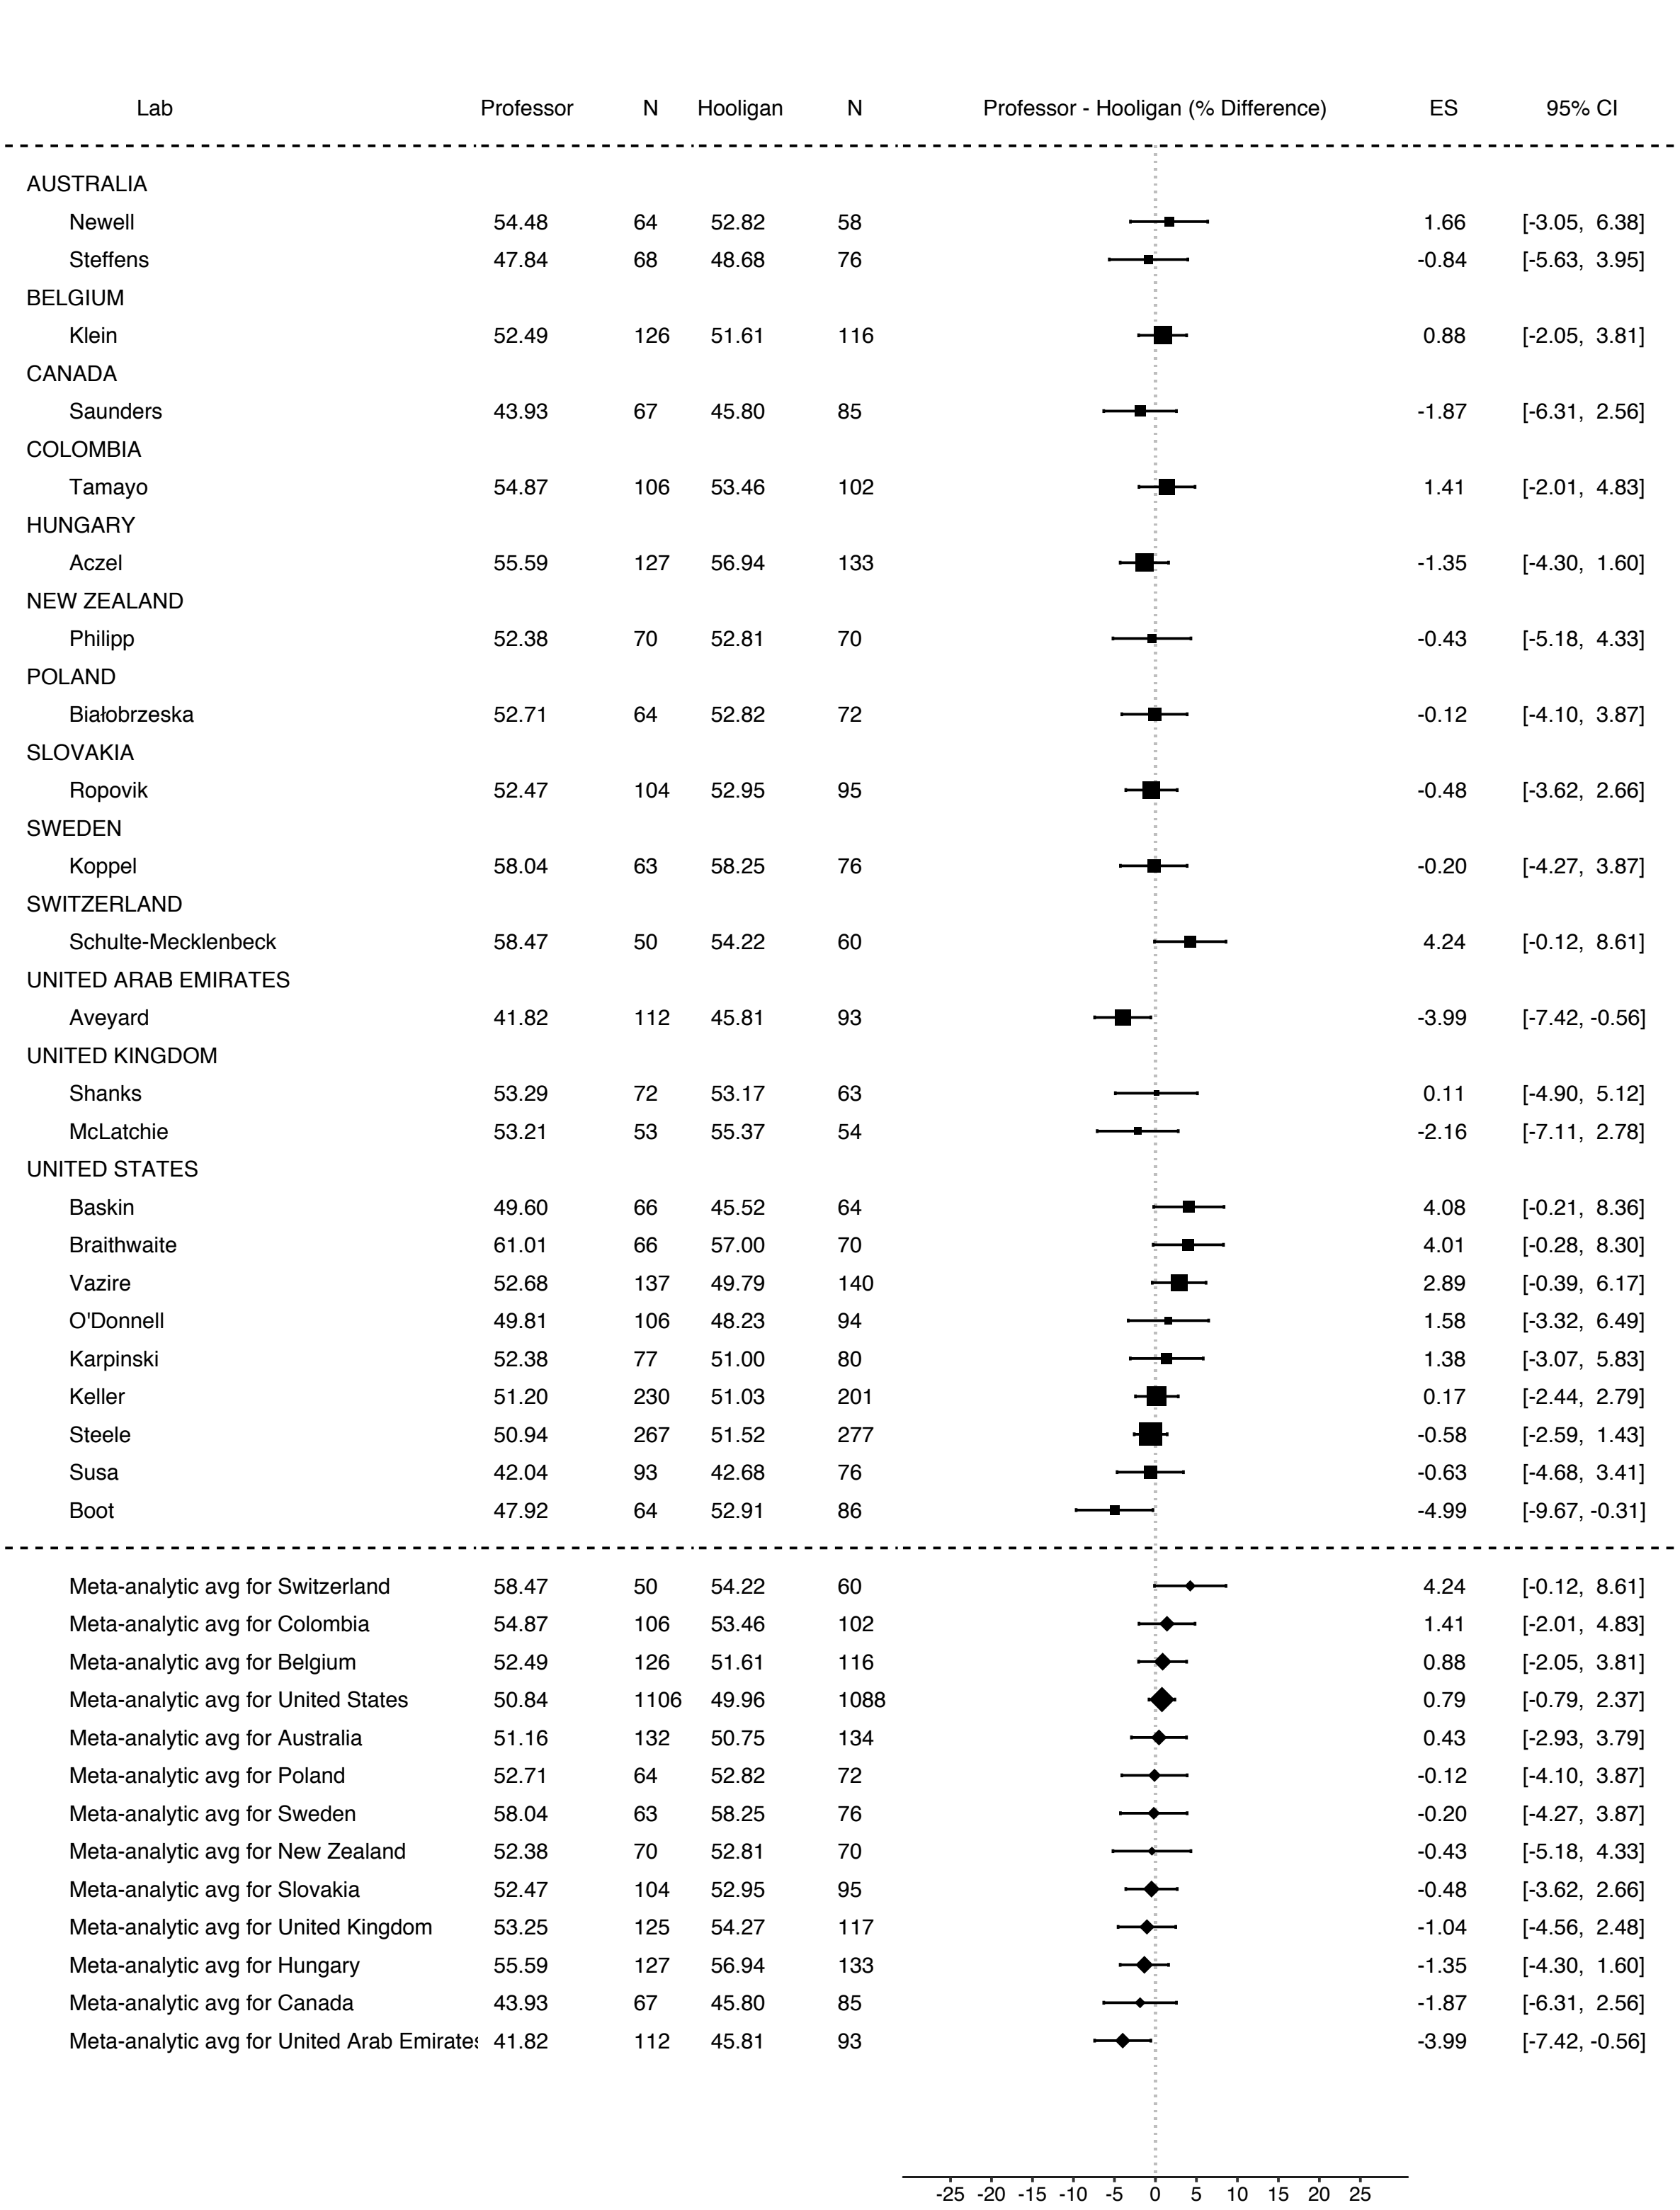 Lab Professor N Hooligan N Professor - Hooligan (% Difference) ES 95% CI
AUSTRALIA
Newell 54.48 64 52.82 58 1.66 [-3.05, 6.38]
Steffens 47.84 68 48.68 76 -0.84 [-5.63, 3.95]
BELGIUM
Klein 52.49 126 51.61 116 0.88 [-2.05, 3.81]
CANADA
Saunders 43.93 67 45.80 85 -1.87 [-6.31, 2.56]
COLOMBIA
Tamayo 54.87 106 53.46 102 1.41 [-2.01, 4.83]
HUNGARY
Aczel 55.59 127 56.94 133 -1.35 [-4.30, 1.60]
NEW ZEALAND
Philipp 52.38 70 52.81 70 -0.43 [-5.18, 4.33]
POLAND
Białobrzeska 52.71 64 52.82 72 -0.12 [-4.10, 3.87]
SLOVAKIA
Ropovik 52.47 104 52.95 95 -0.48 [-3.62, 2.66]
SWEDEN
Koppel 58.04 63 58.25 76 -0.20 [-4.27, 3.87]
SWITZERLAND
Schulte-Mecklenbeck 58.47 50 54.22 60 4.24 [-0.12, 8.61]
UNITED ARAB EMIRATES
Aveyard 41.82 112 45.81 93 -3.99 [-7.42, -0.56]
UNITED KINGDOM
Shanks 53.29 72 53.17 63 0.11 [-4.90, 5.12]
McLatchie 53.21 53 55.37 54 -2.16 [-7.11, 2.78]
UNITED STATES
Baskin 49.60 66 45.52 64 4.08 [-0.21, 8.36]
Braithwaite 61.01 66 57.00 70 4.01 [-0.28, 8.30]
Vazire 52.68 137 49.79 140 2.89 [-0.39, 6.17]
O'Donnell 49.81 106 48.23 94 1.58 [-3.32, 6.49]
Karpinski 52.38 77 51.00 80 1.38 [-3.07, 5.83]
Keller 51.20 230 51.03 201 0.17 [-2.44, 2.79]
Steele 50.94 267 51.52 277 -0.58 [-2.59, 1.43]
Susa 42.04 93 42.68 76 -0.63 [-4.68, 3.41]
Boot 47.92 64 52.91 86 -4.99 [-9.67, -0.31]
Meta-analytic avg for Switzerland 58.47 50 54.22 60 4.24 [-0.12, 8.61]
Meta-analytic avg for Colombia 54.87 106 53.46 102 1.41 [-2.01, 4.83]
Meta-analytic avg for Belgium 52.49 126 51.61 116 0.88 [-2.05, 3.81]
Meta-analytic avg for United States 50.84 1106 49.96 1088 0.79 [-0.79, 2.37]
Meta-analytic avg for Australia 51.16 132 50.75 134 0.43 [-2.93, 3.79]
Meta-analytic avg for Poland 52.71 64 52.82 72 -0.12 [-4.10, 3.87]
Meta-analytic avg for Sweden 58.04 63 58.25 76 -0.20 [-4.27, 3.87]
Meta-analytic avg for New Zealand 52.38 70 52.81 70 -0.43 [-5.18, 4.33]
Meta-analytic avg for Slovakia 52.47 104 52.95 95 -0.48 [-3.62, 2.66]
Meta-analytic avg for United Kingdom 53.25 125 54.27 117 -1.04 [-4.56, 2.48]
Meta-analytic avg for Hungary 55.59 127 56.94 133 -1.35 [-4.30, 1.60]
Meta-analytic avg for Canada 43.93 67 45.80 85 -1.87 [-6.31, 2.56]
Meta-analytic avg for United Arab Emirates 41.82 112 45.81 93 -3.99 [-7.42, -0.56]
-25 -20 -15 -10 -5 0 5 10 15 20 25